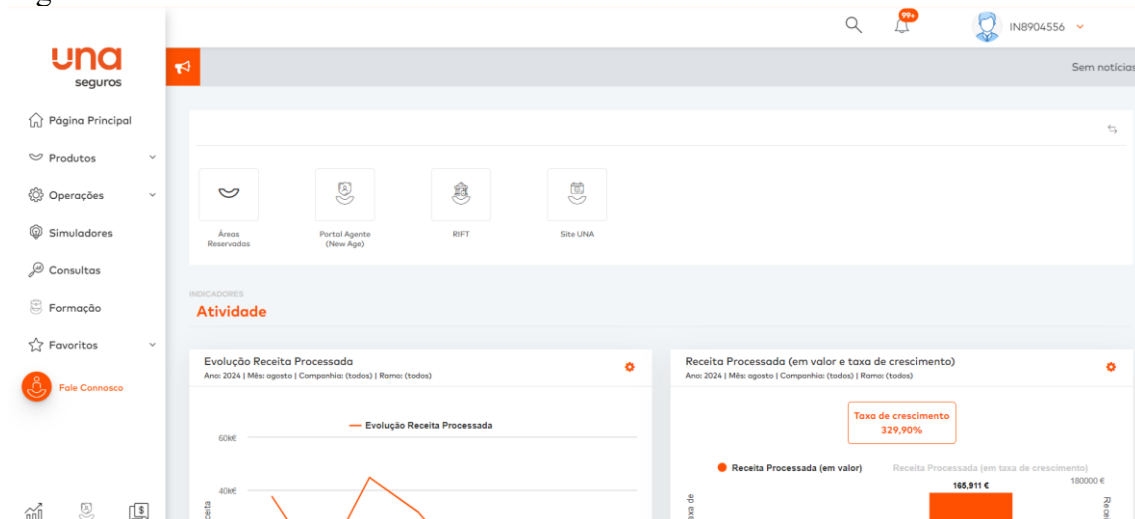 99+
IN8904556
una
seguros
Sem notícias
Página Principal
Produtos
Operações
Simuladores
Consultas
Formação
Favoritos
Fale Connosco
Áreas
Reservadas
Portal Agente
(New Age)
RIFT
Site UNA
INDICADORES
Atividade
Evolução Receita Processada
Ano: 2024 | Mês: agosto | Companhia: (todos) | Ramo: (todos)
Evolução Receita Processada
60k€
40k€
Receita Processada (em valor e taxa de crescimento)
Ano: 2024 | Mês: agosto | Companhia: (todos) | Ramo: (todos)
Taxa de crescimento
329,90%
Receita Processada (em valor)
Receita Processada (em taxa de crescimento)
165,911 €
180000 €